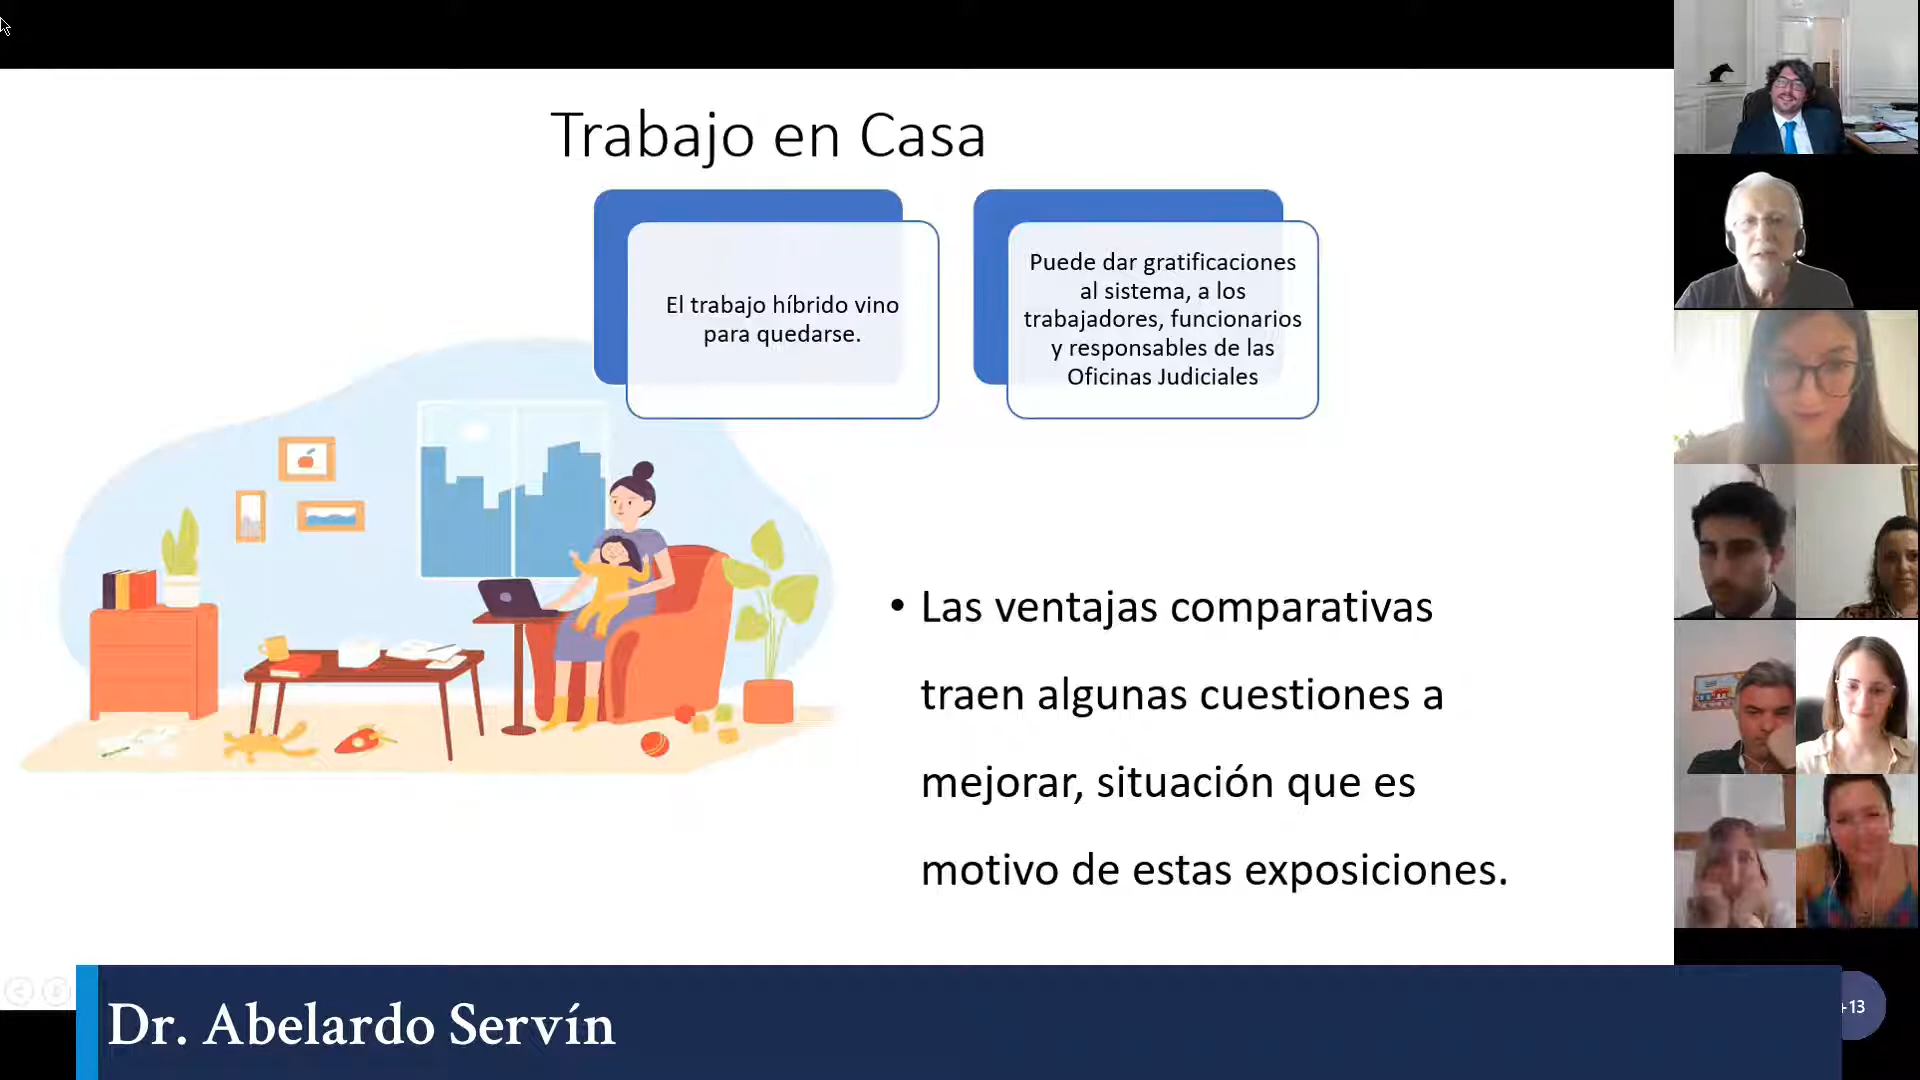 Trabajo en Casa
El trabajo híbrido vino
para quedarse.
Puede dar gratificaciones
al sistema, a los
trabajadores, funcionarios
y responsables de las
Oficinas Judiciales
• Las ventajas comparativas
traen algunas cuestiones a
mejorar, situación que es
motivo de estas exposiciones.
Dr. Abelardo Servín
+13